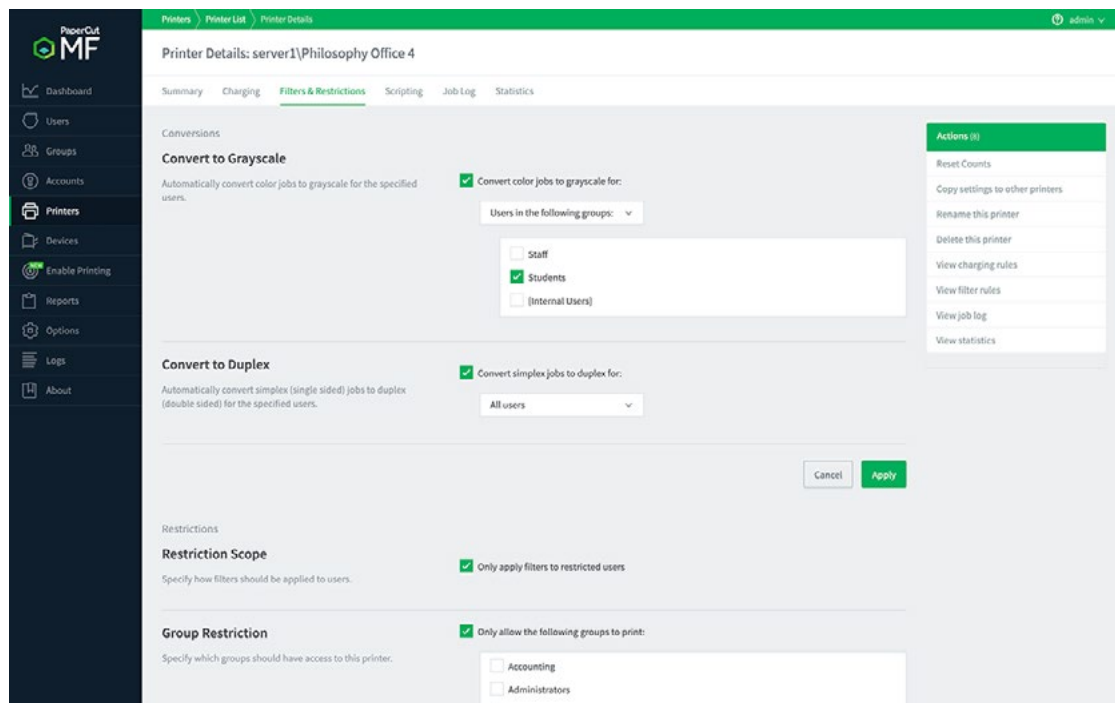 PaperCut
MF
Dashboard
Users
Groups
Accounts
Printers
Devices
NEW
Enable Printing
Reports
Options
Logs
About
Printers
Printer List
Printer Details
admin
Printer Details: server1\Philosophy Office 4
Summary
Charging
Filters & Restrictions
Scripting
Job Log
Statistics
Conversions
Convert to Grayscale
Automatically convert color jobs to grayscale for the specified
users.
Convert color jobs to grayscale for:
Users in the following groups:
Staff
Students
[Internal Users]
Convert to Duplex
Automatically convert simplex (single sided) jobs to duplex
(double sided) for the specified users.
Convert simplex jobs to duplex for:
All users
Cancel
Apply
Restrictions
Restriction Scope
Specify how filters should be applied to users.
Only apply filters to restricted users
Group Restriction
Specify which groups should have access to this printer.
Only allow the following groups to print:
Accounting
Administrators
Actions (8)
Reset Counts
Copy settings to other printers
Rename this printer
Delete this printer
View charging rules
View filter rules
View job log
View statistics